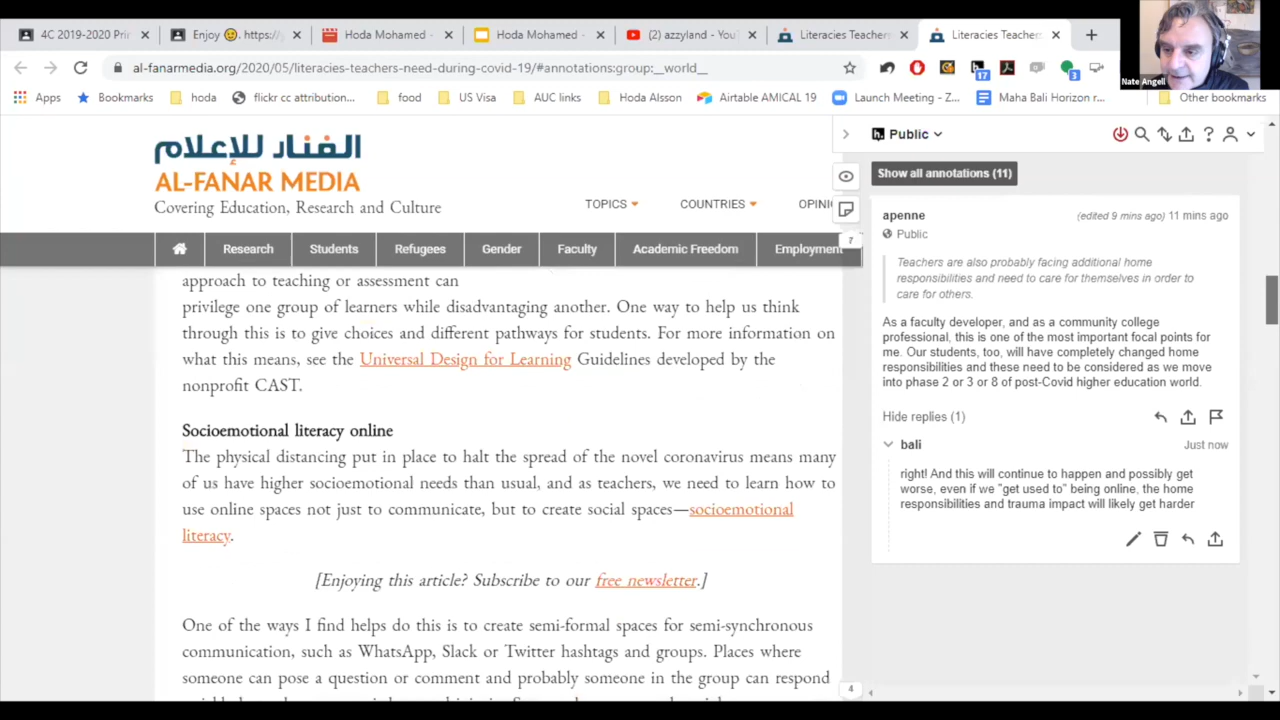 4C 2019-2020 Pri
Enjoy 🙂. https://g
Hoda Mohamed -
Hoda Mohamed -
(2) azzyland - You
Literacies Teacher
Literacies Teache
al-fanarmedia.org/2020/05/literacies-teachers-need-during-covid-19/#annotations:group:__world__
17
3
Nate Angell
Apps
Bookmarks
hoda
flickr cc attribution...
food
US Visa
AUC links
Hoda Alsson
Airtable AMICAL 19
Launch Meeting - Z...
Maha Bali Horizon r...
Other bookmarks
الفنار للإعلام
AL-FANAR MEDIA
Covering Education, Research and Culture
TOPICS
COUNTRIES
OPINI
Research
Students
Refugees
Gender
Faculty
Academic Freedom
Employmen
approach to teaching or assessment can
privilege one group of learners while disadvantaging another. One way to help us think
through this is to give choices and different pathways for students. For more information on
what this means, see the Universal Design for Learning Guidelines developed by the
nonprofit CAST.
Socioemotional literacy online
The physical distancing put in place to halt the spread of the novel coronavirus means many
of us have higher socioemotional needs than usual, and as teachers, we need to learn how to
use online spaces not just to communicate, but to create social spaces—socioemotional
literacy.
[Enjoying this article? Subscribe to our free newsletter.]
One of the ways I find helps do this is to create semi-formal spaces for semi-synchronous
communication, such as WhatsApp, Slack or Twitter hashtags and groups. Places where
someone can pose a question or comment and probably someone in the group can respond
7
4
Public
Show all annotations (11)
apenne
(edited 9 mins ago) 11 mins ago
Public
Teachers are also probably facing additional home
responsibilities and need to care for themselves in order to
care for others.
As a faculty developer, and as a community college
professional, this is one of the most important focal points for
me. Our students, too, will have completely changed home
responsibilities and these need to be considered as we move
into phase 2 or 3 or 8 of post-Covid higher education world.
Hide replies (1)
bali
Just now
right! And this will continue to happen and possibly get
worse, even if we "get used to" being online, the home
responsibilities and trauma impact will likely get harder